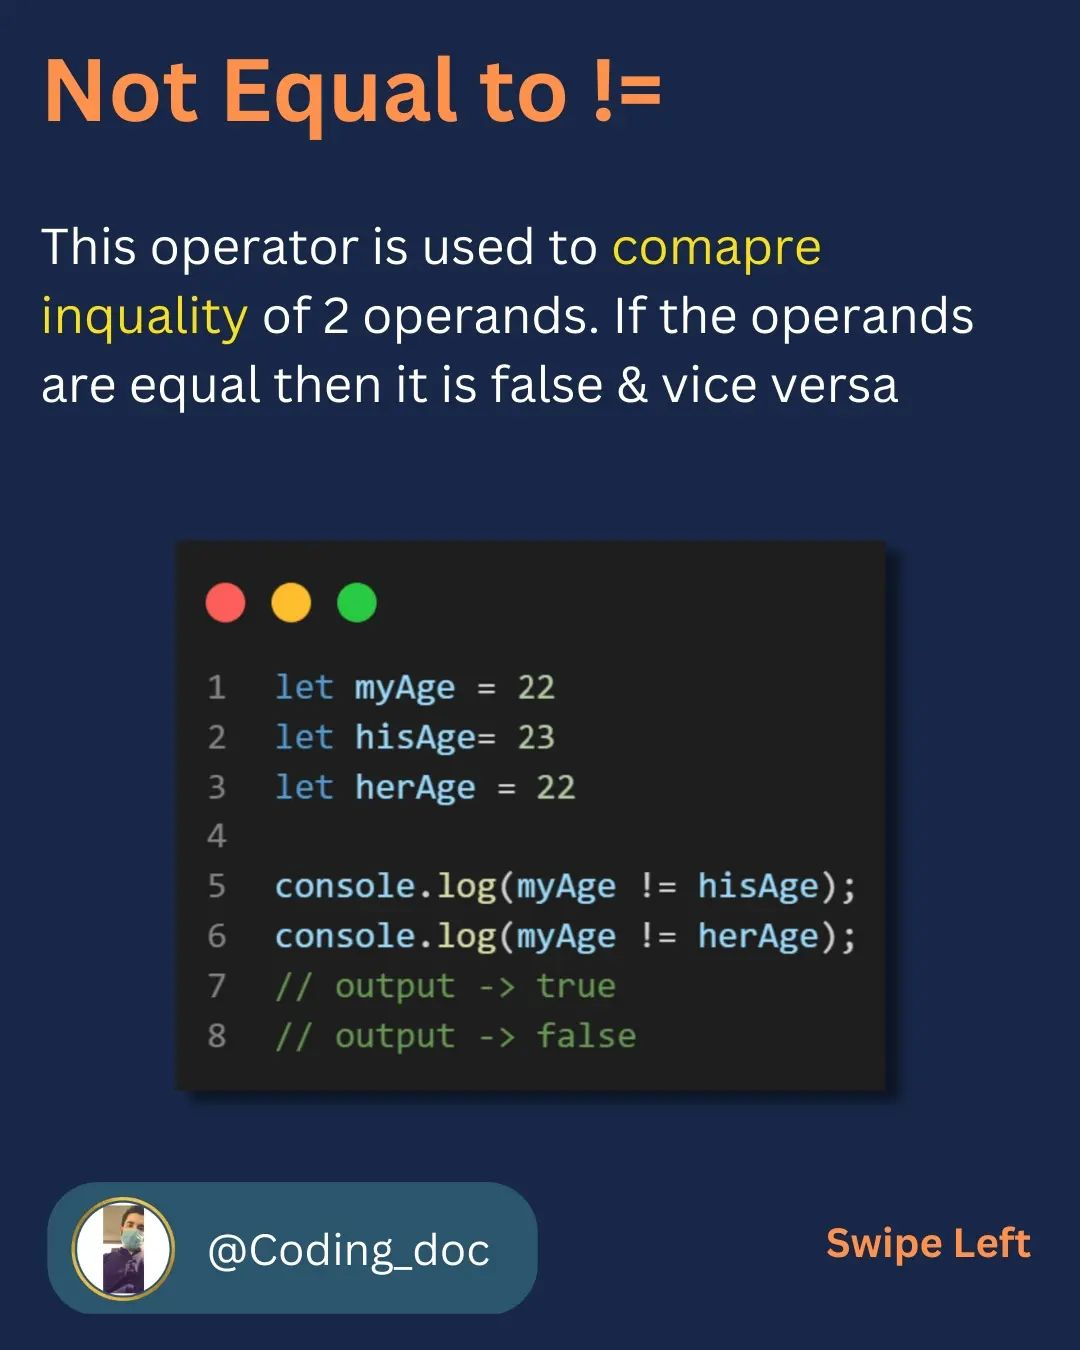 Not Equal to !=
This operator is used to comapre
inquality of 2 operands. If the operands
are equal then it is false & vice versa
1 let myAge = 22
2 let hisAge= 23
3 let herAge = 22
4
5 console.log(myAge != hisAge);
6 console.log(myAge != herAge);
7 // output -> true
8 // output -> false
@Coding_doc
Swipe Left